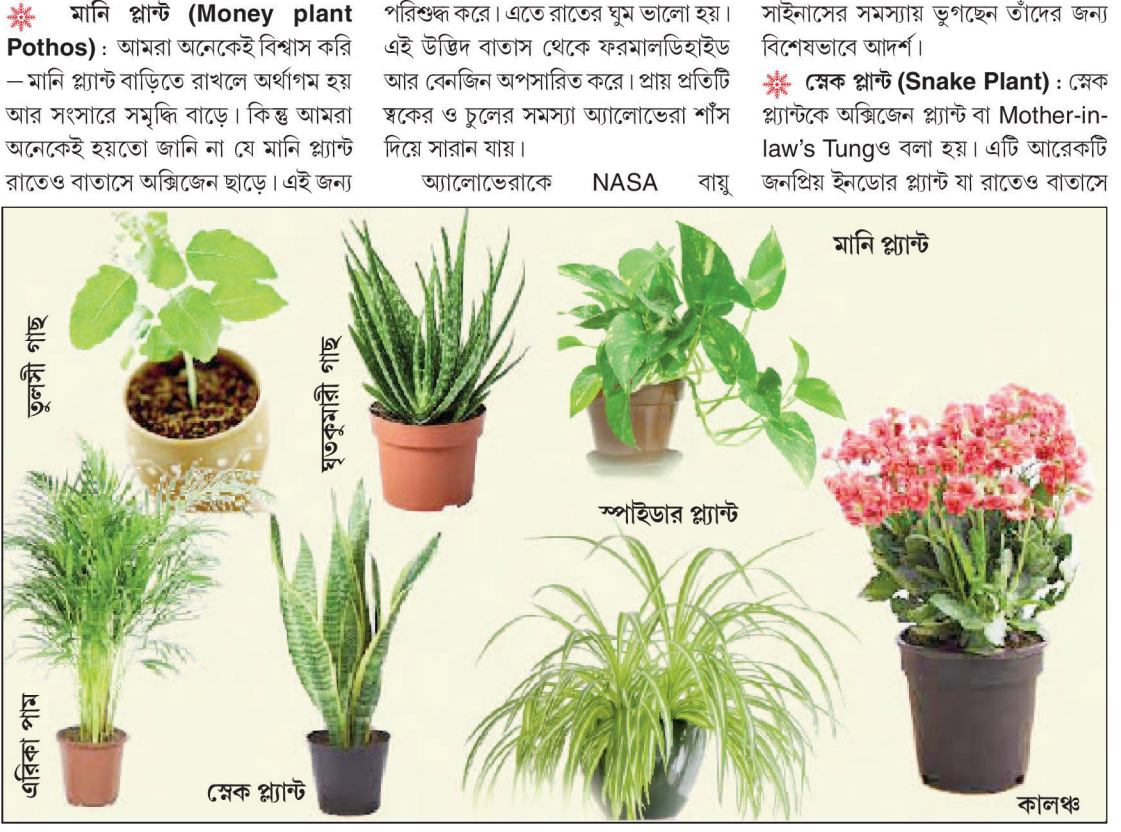 মানি প্লান্ট (Money plant
Pothos) : আমরা অনেকেই বিশ্বাস করি
– মানি প্ল্যান্ট বাড়িতে রাখলে অর্থাগম হয়
আর সংসারে সমৃদ্ধি বাড়ে। কিন্তু আমরা
অনেকেই হয়তো জানি না যে মানি প্ল্যান্ট
রাতেও বাতাসে অক্সিজেন ছাড়ে। এই জন্য
পরিশুদ্ধ করে। এতে রাতের ঘুম ভালো হয়।
এই উদ্ভিদ বাতাস থেকে ফরমালডিহাইড
আর বেনজিন অপসারিত করে। প্রায় প্রতিটি
ত্বকের ও চুলের সমস্যা অ্যালোভেরা শাঁস
দিয়ে সারান যায়।
অ্যালোভেরাকে NASA বায়ু
সাইনাসের সমস্যায় ভুগছেন তাঁদের জন্য
বিশেষভাবে আদর্শ।
স্নেক প্লান্ট (Snake Plant) : স্নেক
প্ল্যান্টকে অক্সিজেন প্ল্যান্ট বা Mother-in-
law's Tungও বলা হয়। এটি আরেকটি
জনপ্রিয় ইনডোর প্ল্যান্ট যা রাতেও বাতাসে
তুলসী গাছ
ঘৃতকুমারী গাছ
মানি প্ল্যান্ট
স্পাইডার প্ল্যান্ট
এরিকা পাম
স্নেক প্ল্যান্ট
কালঞ্চ